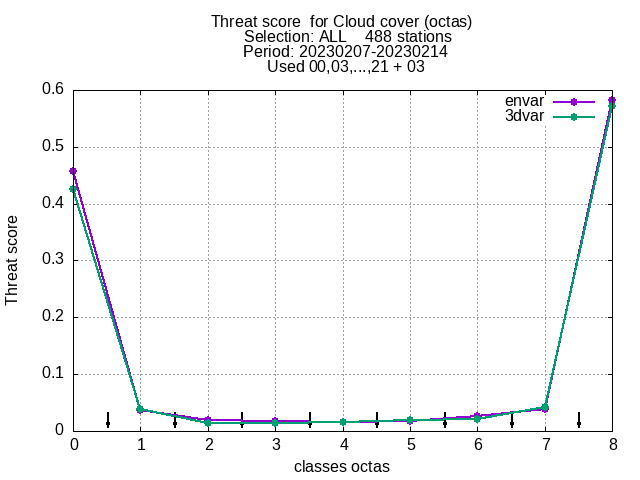 Threat score  for Cloud cover (octas)
Selection: ALL    488 stations
Period: 20230207-20230214
Used 00,03,...,21 + 03
envar
3dvar
0.6
0.5
0.4
0.3
0.2
0.1
0
Threat score
0 1 2 3 4 5 6 7 8
classes octas